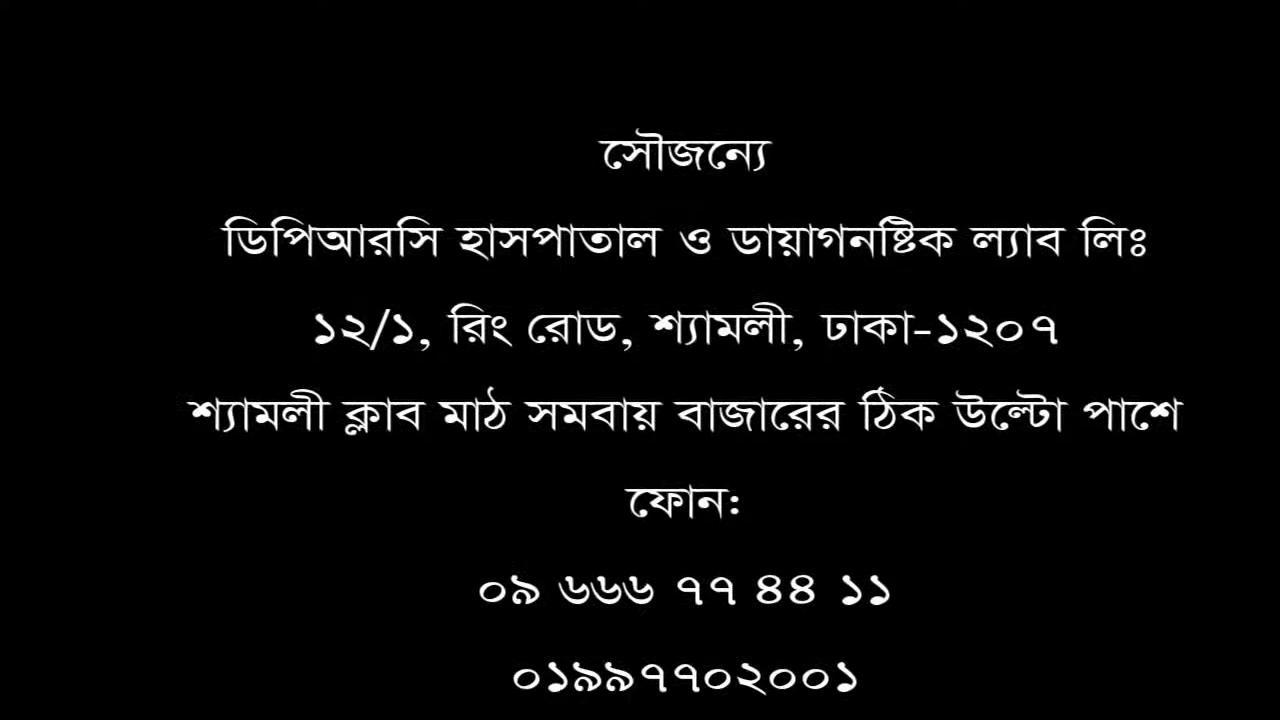 সৌজন্যে
ডিপিআরসি হাসপাতাল ও ডায়াগনষ্টিক ল্যাব লিঃ
১২/১, রিং রোড, শ্যামলী, ঢাকা-১২০৭
শ্যামলী ক্লাব মাঠ সমবায় বাজারের ঠিক উল্টো পাশে
ফোন:
০৯ ৬৬৬ ৭৭ ৪৪ ১১
০১৯৯৭৭০২০০১